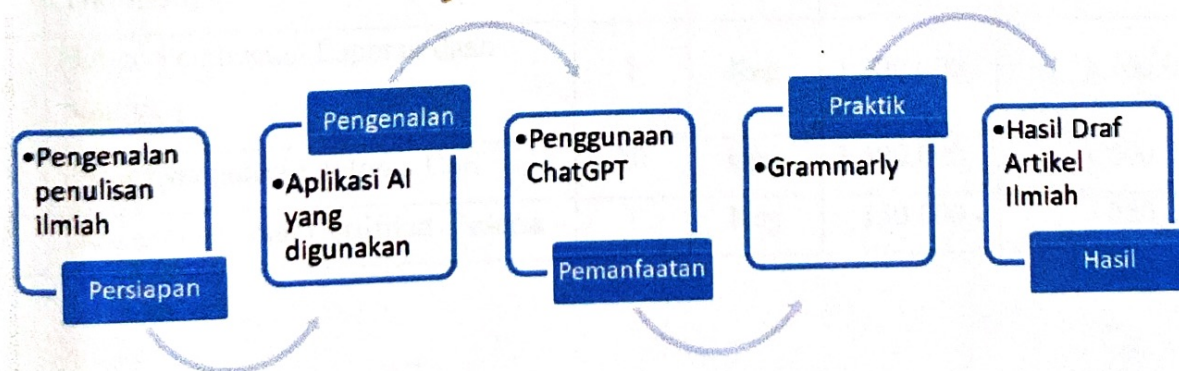 •Pengenalan
penulisan
ilmiah
Persiapan
Pengenalan
•Aplikasi AI
yang
digunakan
•Penggunaan
ChatGPT
Pemanfaatan
Praktik
•Grammarly
•Hasil Draf
Artikel
Ilmiah
Hasil